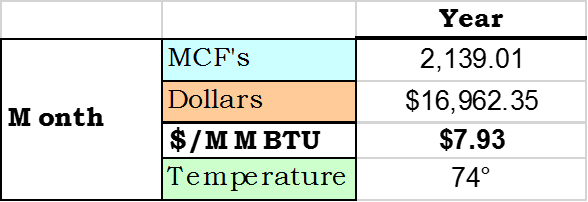 Year
MCF's 2,139.01
Dollars $16,962.35
Month
$/MMBTU $7.93
Temperature 74°